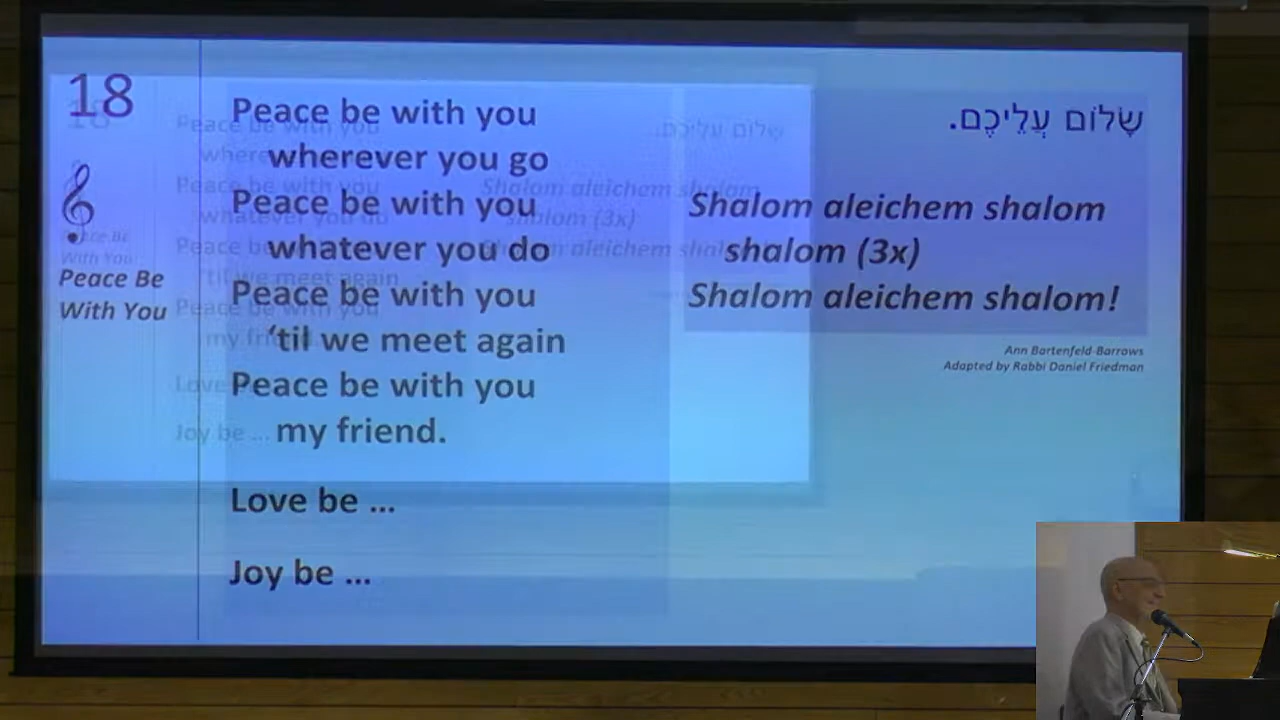 18
Peace Be
With You
Peace be with you
wherever you go
Peace be with you
whatever you do
Peace be with you
‘til we meet again
Peace be with you
my friend.
Love be ...
Joy be ...
שָׁלוֹם עֲלֵיכֶם.
Shalom aleichem shalom
shalom (3x)
Shalom aleichem shalom!
Ann Bartenfeld-Barrows
Adapted by Rabbi Daniel Friedman